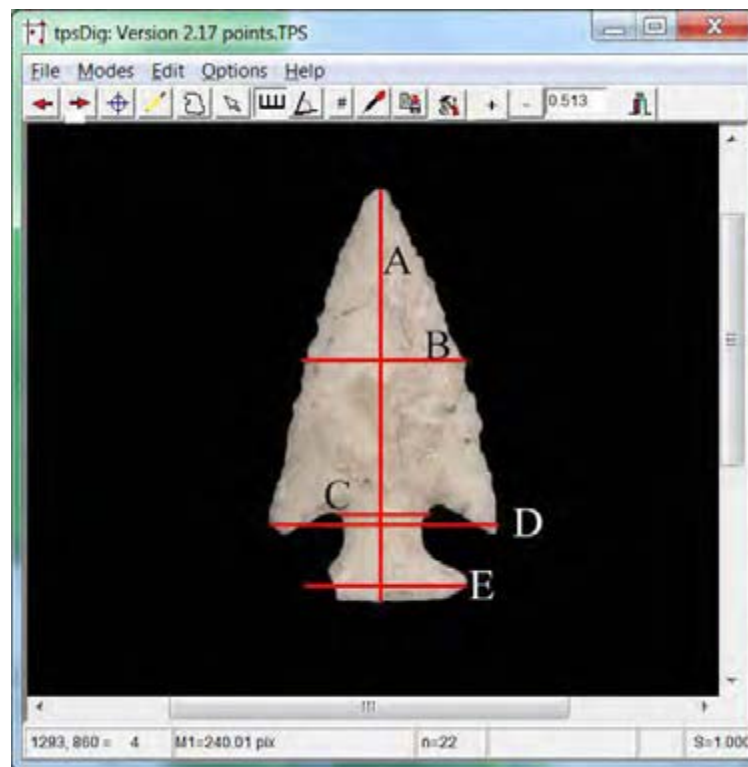 tpsDig: Version 2.17 points.TPS
File Modes Edit Options Help
# + - 0.513
A
B
C
D
E
1293, 860 = 4 M1=240.01 pix n=22 S=1.000